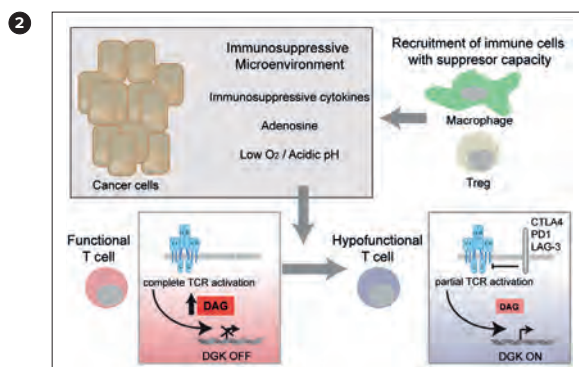 2
Immunosuppressive
Microenvironment
Immunosuppressive cytokines
Adenosine
Low O₂ / Acidic pH
Cancer cells
Recruitment of immune cells
with suppresor capacity
Macrophage
Treg
Functional
T cell
complete TCR activation
DAG
DGK OFF
Hypofunctional
T cell
CTLA4
PD1
LAG-3
partial TCR activation
DAG
DGK ON